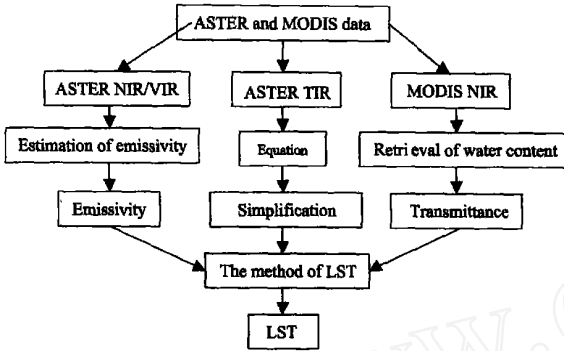 ASTER and MODIS data
ASTER NIR/VIR
ASTER TIR
MODIS NIR
Estimation of emissivity
Equation
Retri eval of water content
Emissivity
Simplification
Transmittance
The method of LST
LST